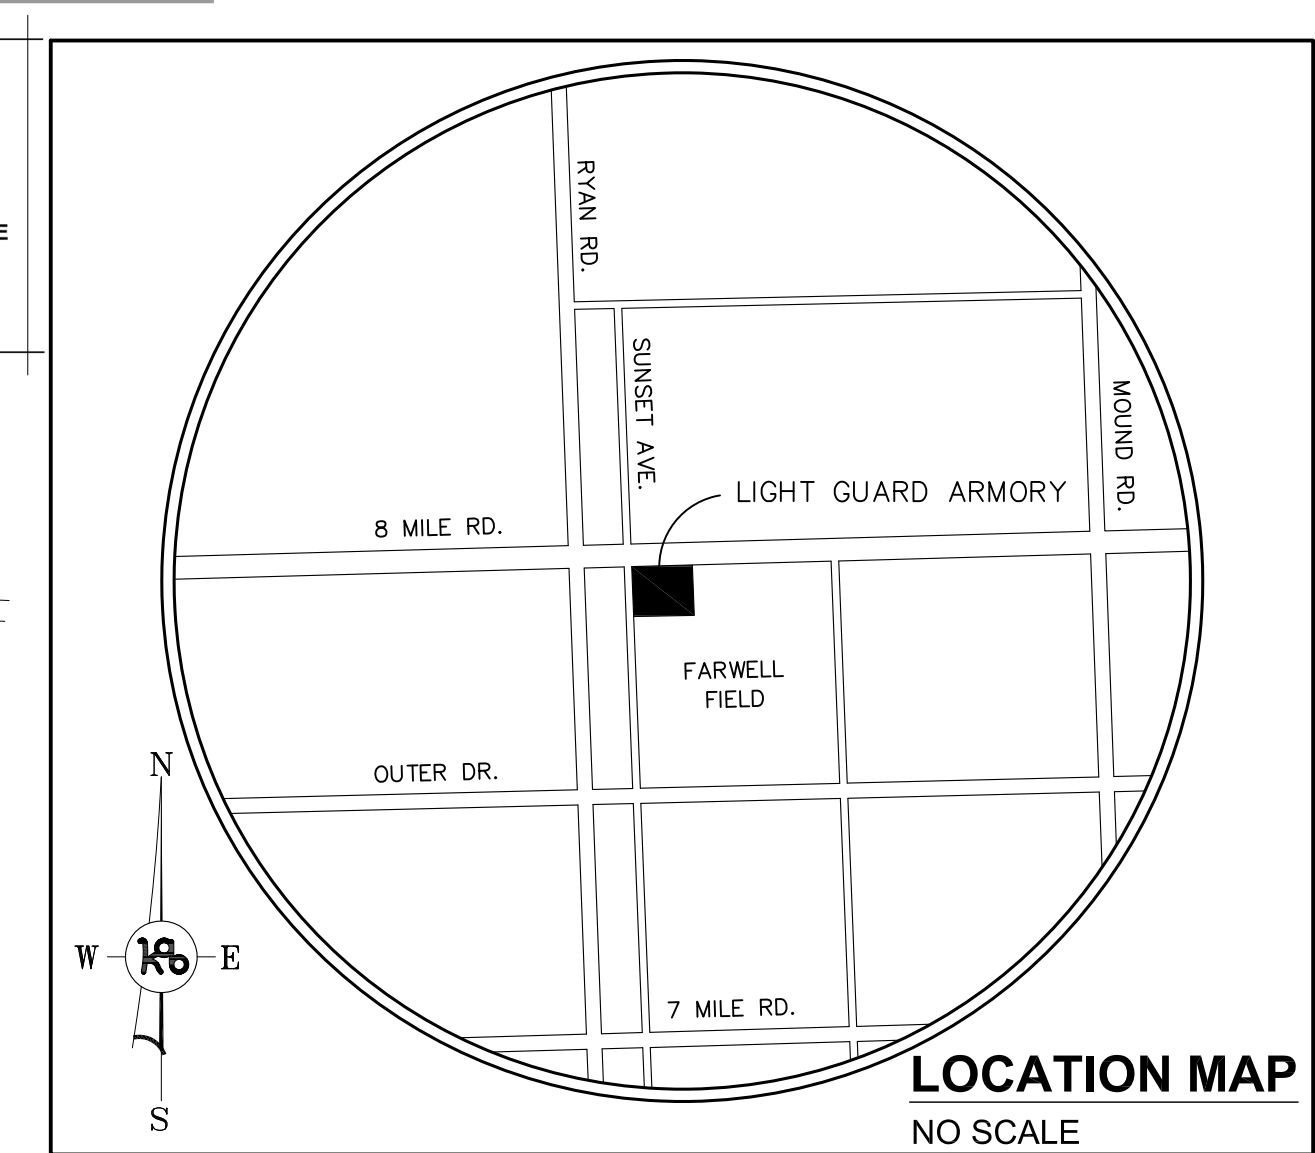 E
RYAN RD.
SUNSET AVE.
MOUND RD.
LIGHT GUARD ARMORY
8 MILE RD.
FARWELL
FIELD
OUTER DR.
N
W
E
S
7 MILE RD.
LOCATION MAP
NO SCALE